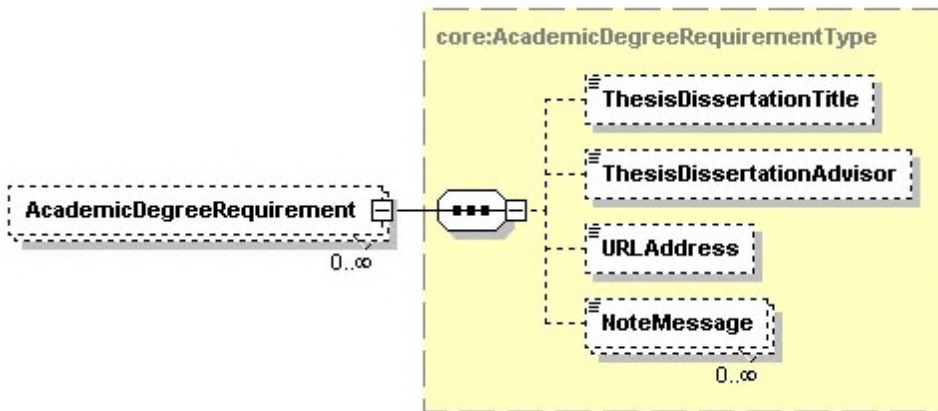 core:AcademicDegreeRequirementType
ThesisDissertationTitle
ThesisDissertationAdvisor
AcademicDegreeRequirement
0..∞
URLAddress
NoteMessage
0..∞